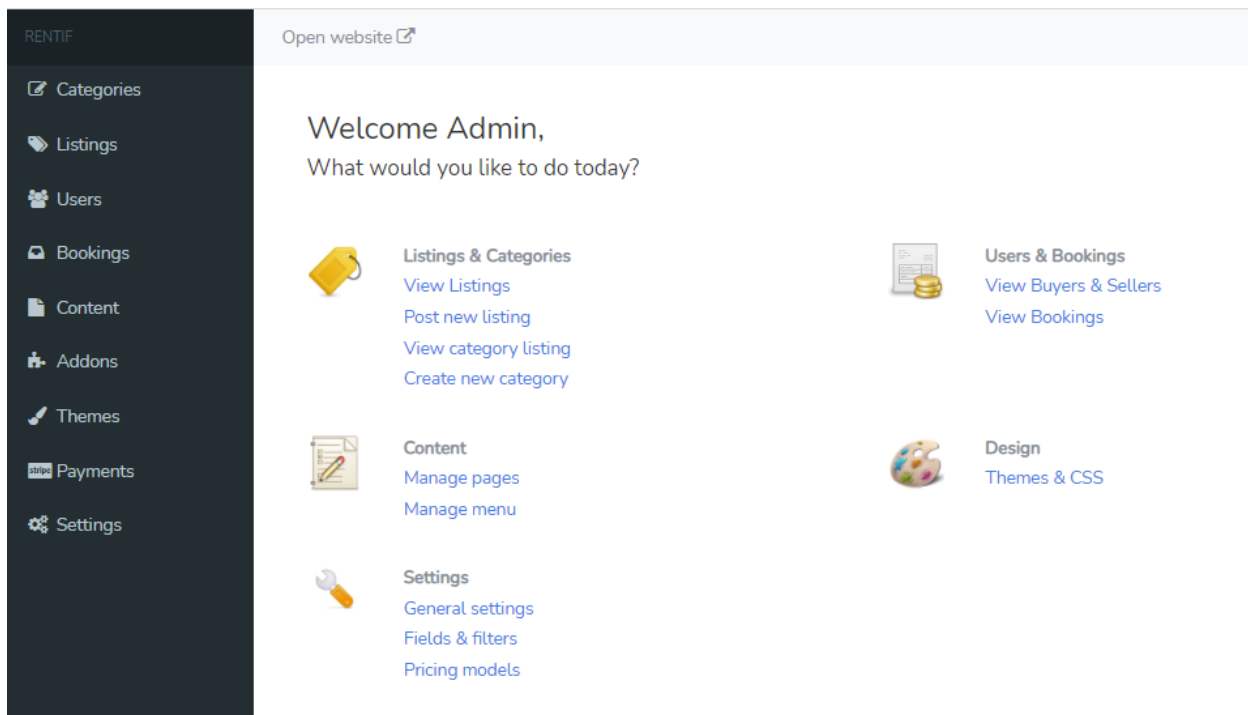 RENTIF
Open website
Categories
Listings
Users
Bookings
Content
Addons
Themes
stripe Payments
Settings
Welcome Admin,
What would you like to do today?
Listings & Categories
View Listings
Post new listing
View category listing
Create new category
Users & Bookings
View Buyers & Sellers
View Bookings
Content
Manage pages
Manage menu
Design
Themes & CSS
Settings
General settings
Fields & filters
Pricing models